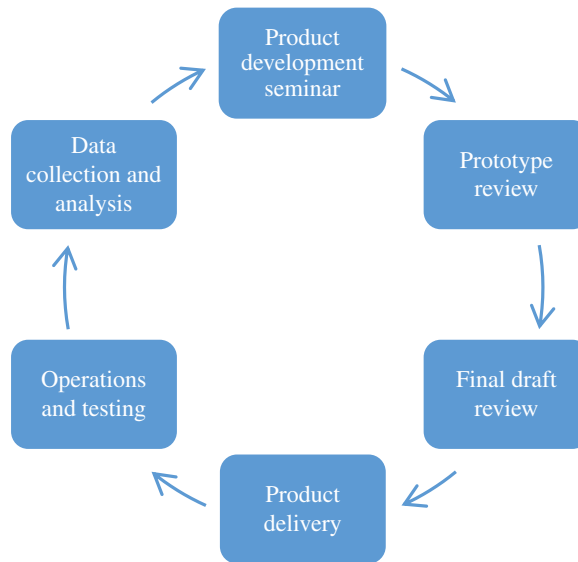 Product
development
seminar
Prototype
review
Final draft
review
Product
delivery
Operations
and testing
Data
collection and
analysis